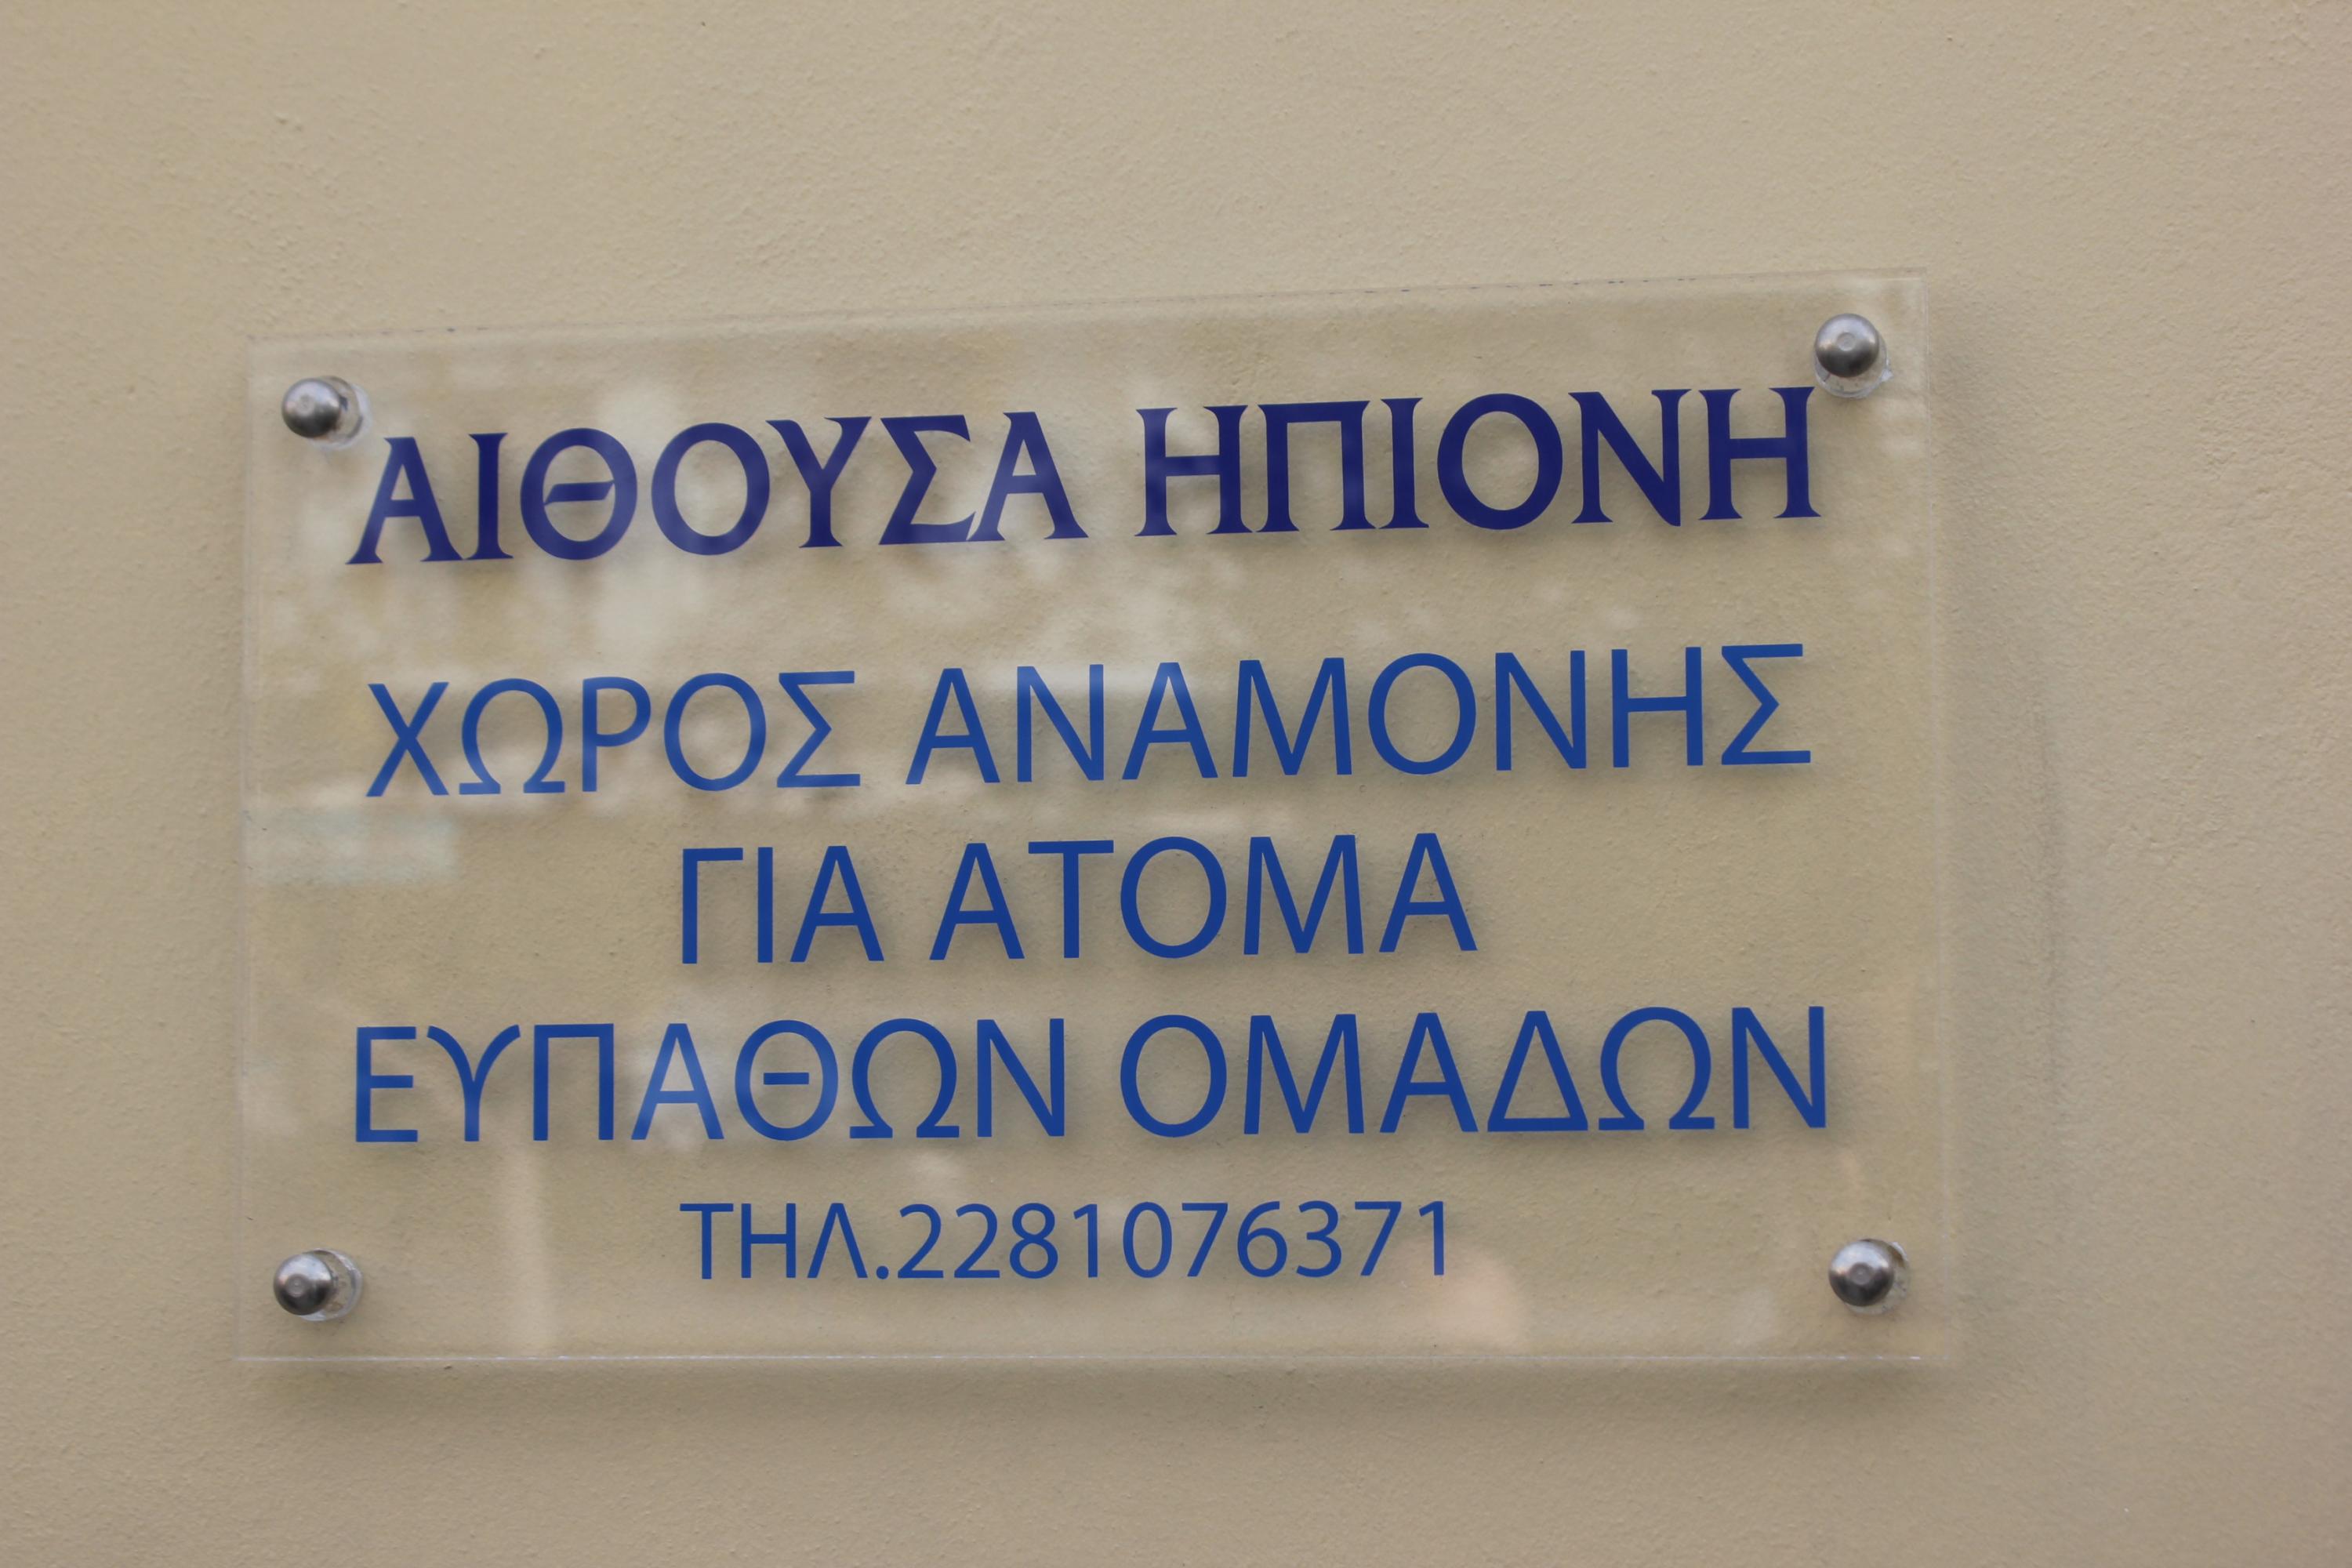 ΑΙΘΟΥΣΑ ΗΠΙΟΝΗ
ΧΩΡΟΣ ΑΝΑΜΟΝΗΣ
ΓΙΑ ΑΤΟΜΑ
ΕΥΠΑΘΩΝ ΟΜΑΔΩΝ
ΤΗΛ.2281076371